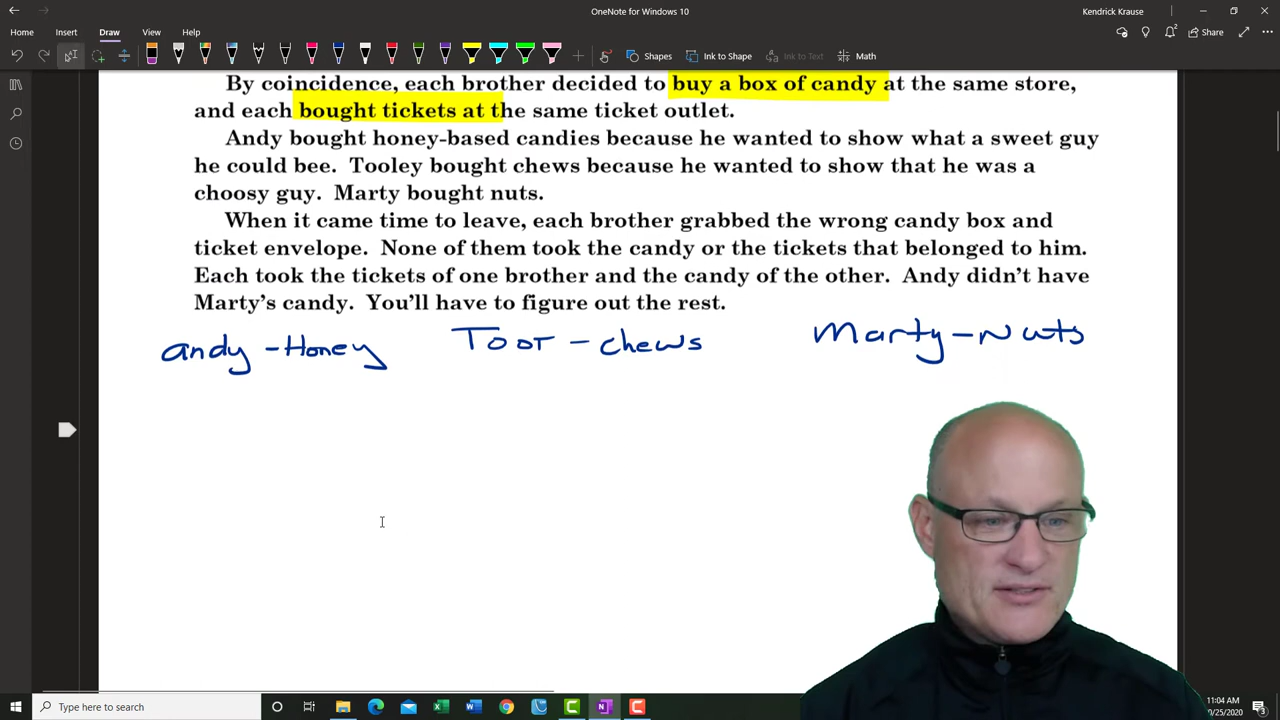 OneNote for Windows 10
Kendrick Krause
Home Insert Draw View Help
Share
Shapes Ink to Shape Ink to Text Math
By coincidence, each brother decided to buy a box of candy at the same store,
and each bought tickets at the same ticket outlet.
Andy bought honey-based candies because he wanted to show what a sweet guy
he could bee. Tooley bought chews because he wanted to show that he was a
choosy guy. Marty bought nuts.
When it came time to leave, each brother grabbed the wrong candy box and
ticket envelope. None of them took the candy or the tickets that belonged to him.
Each took the tickets of one brother and the candy of the other. Andy didn't have
Marty's candy. You'll have to figure out the rest.
andy - Honey Toot - chews Marty - Nuts
Type here to search
11:04 AM
0/25/2020